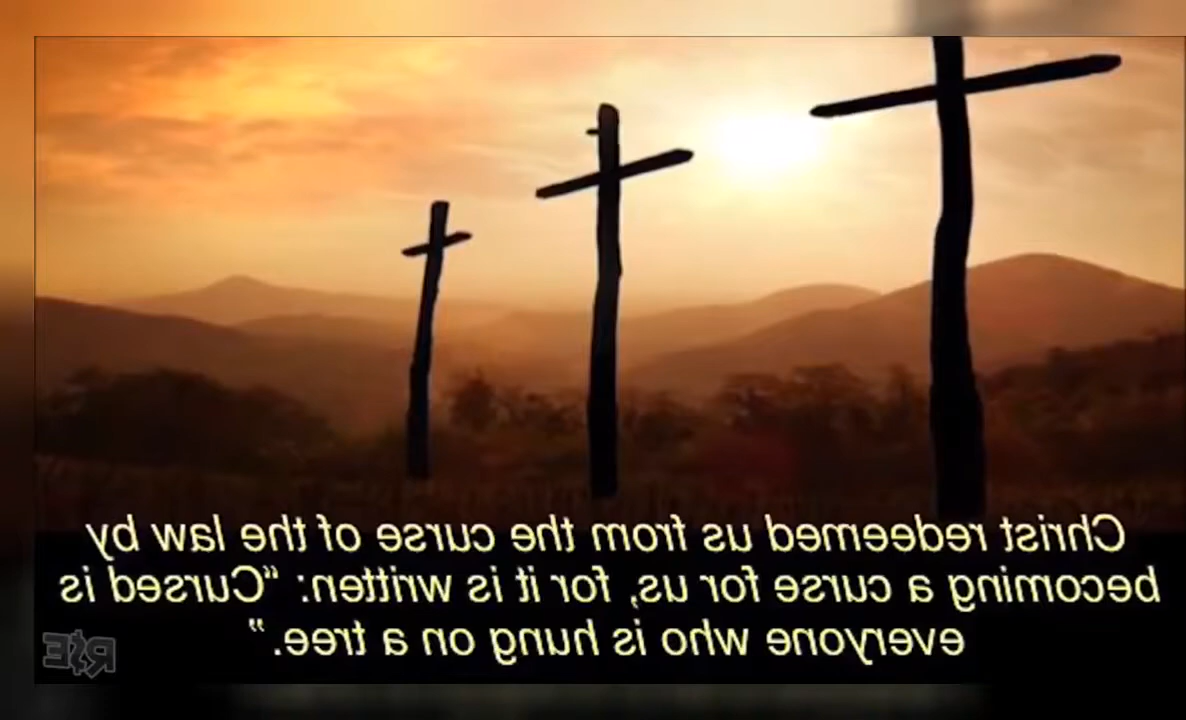 Christ redeemed us from the curse of the law by
becoming a curse for us, for it is written: “Cursed is
everyone who is hung on a tree.”
R$E